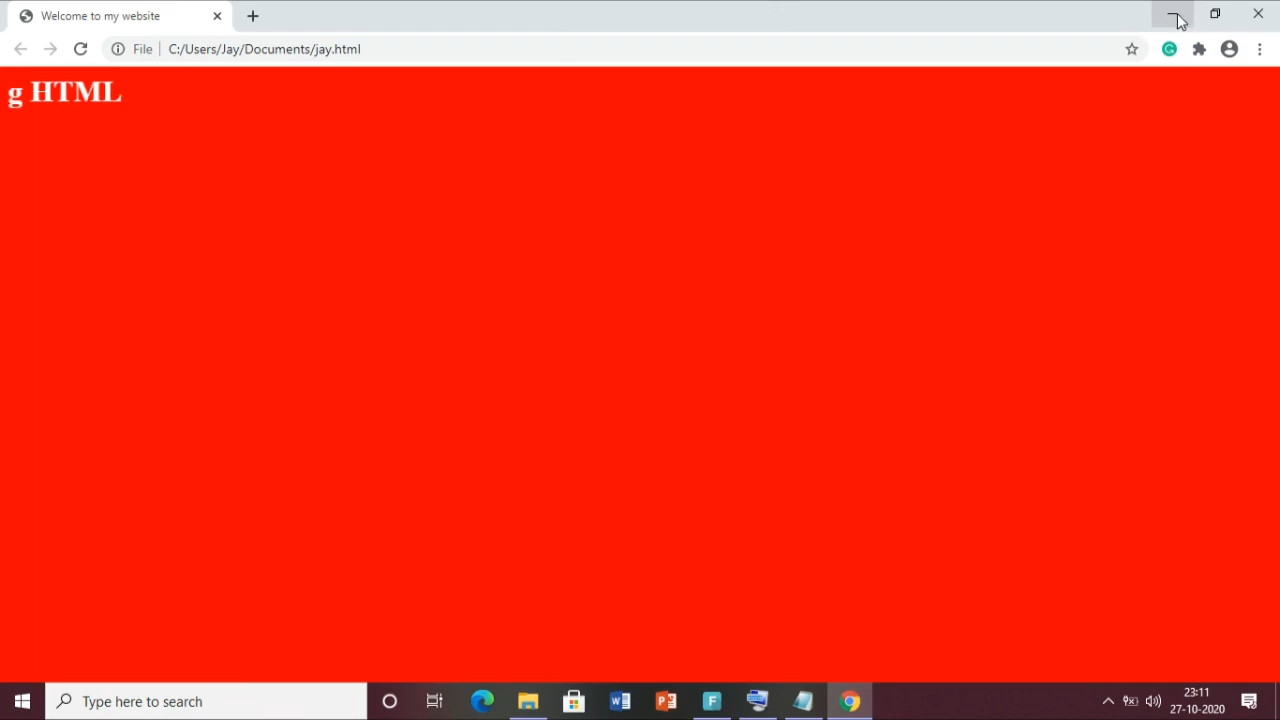 Welcome to my website
File C:/Users/Jay/Documents/jay.html
g HTML
Type here to search
23:11
27-10-2020